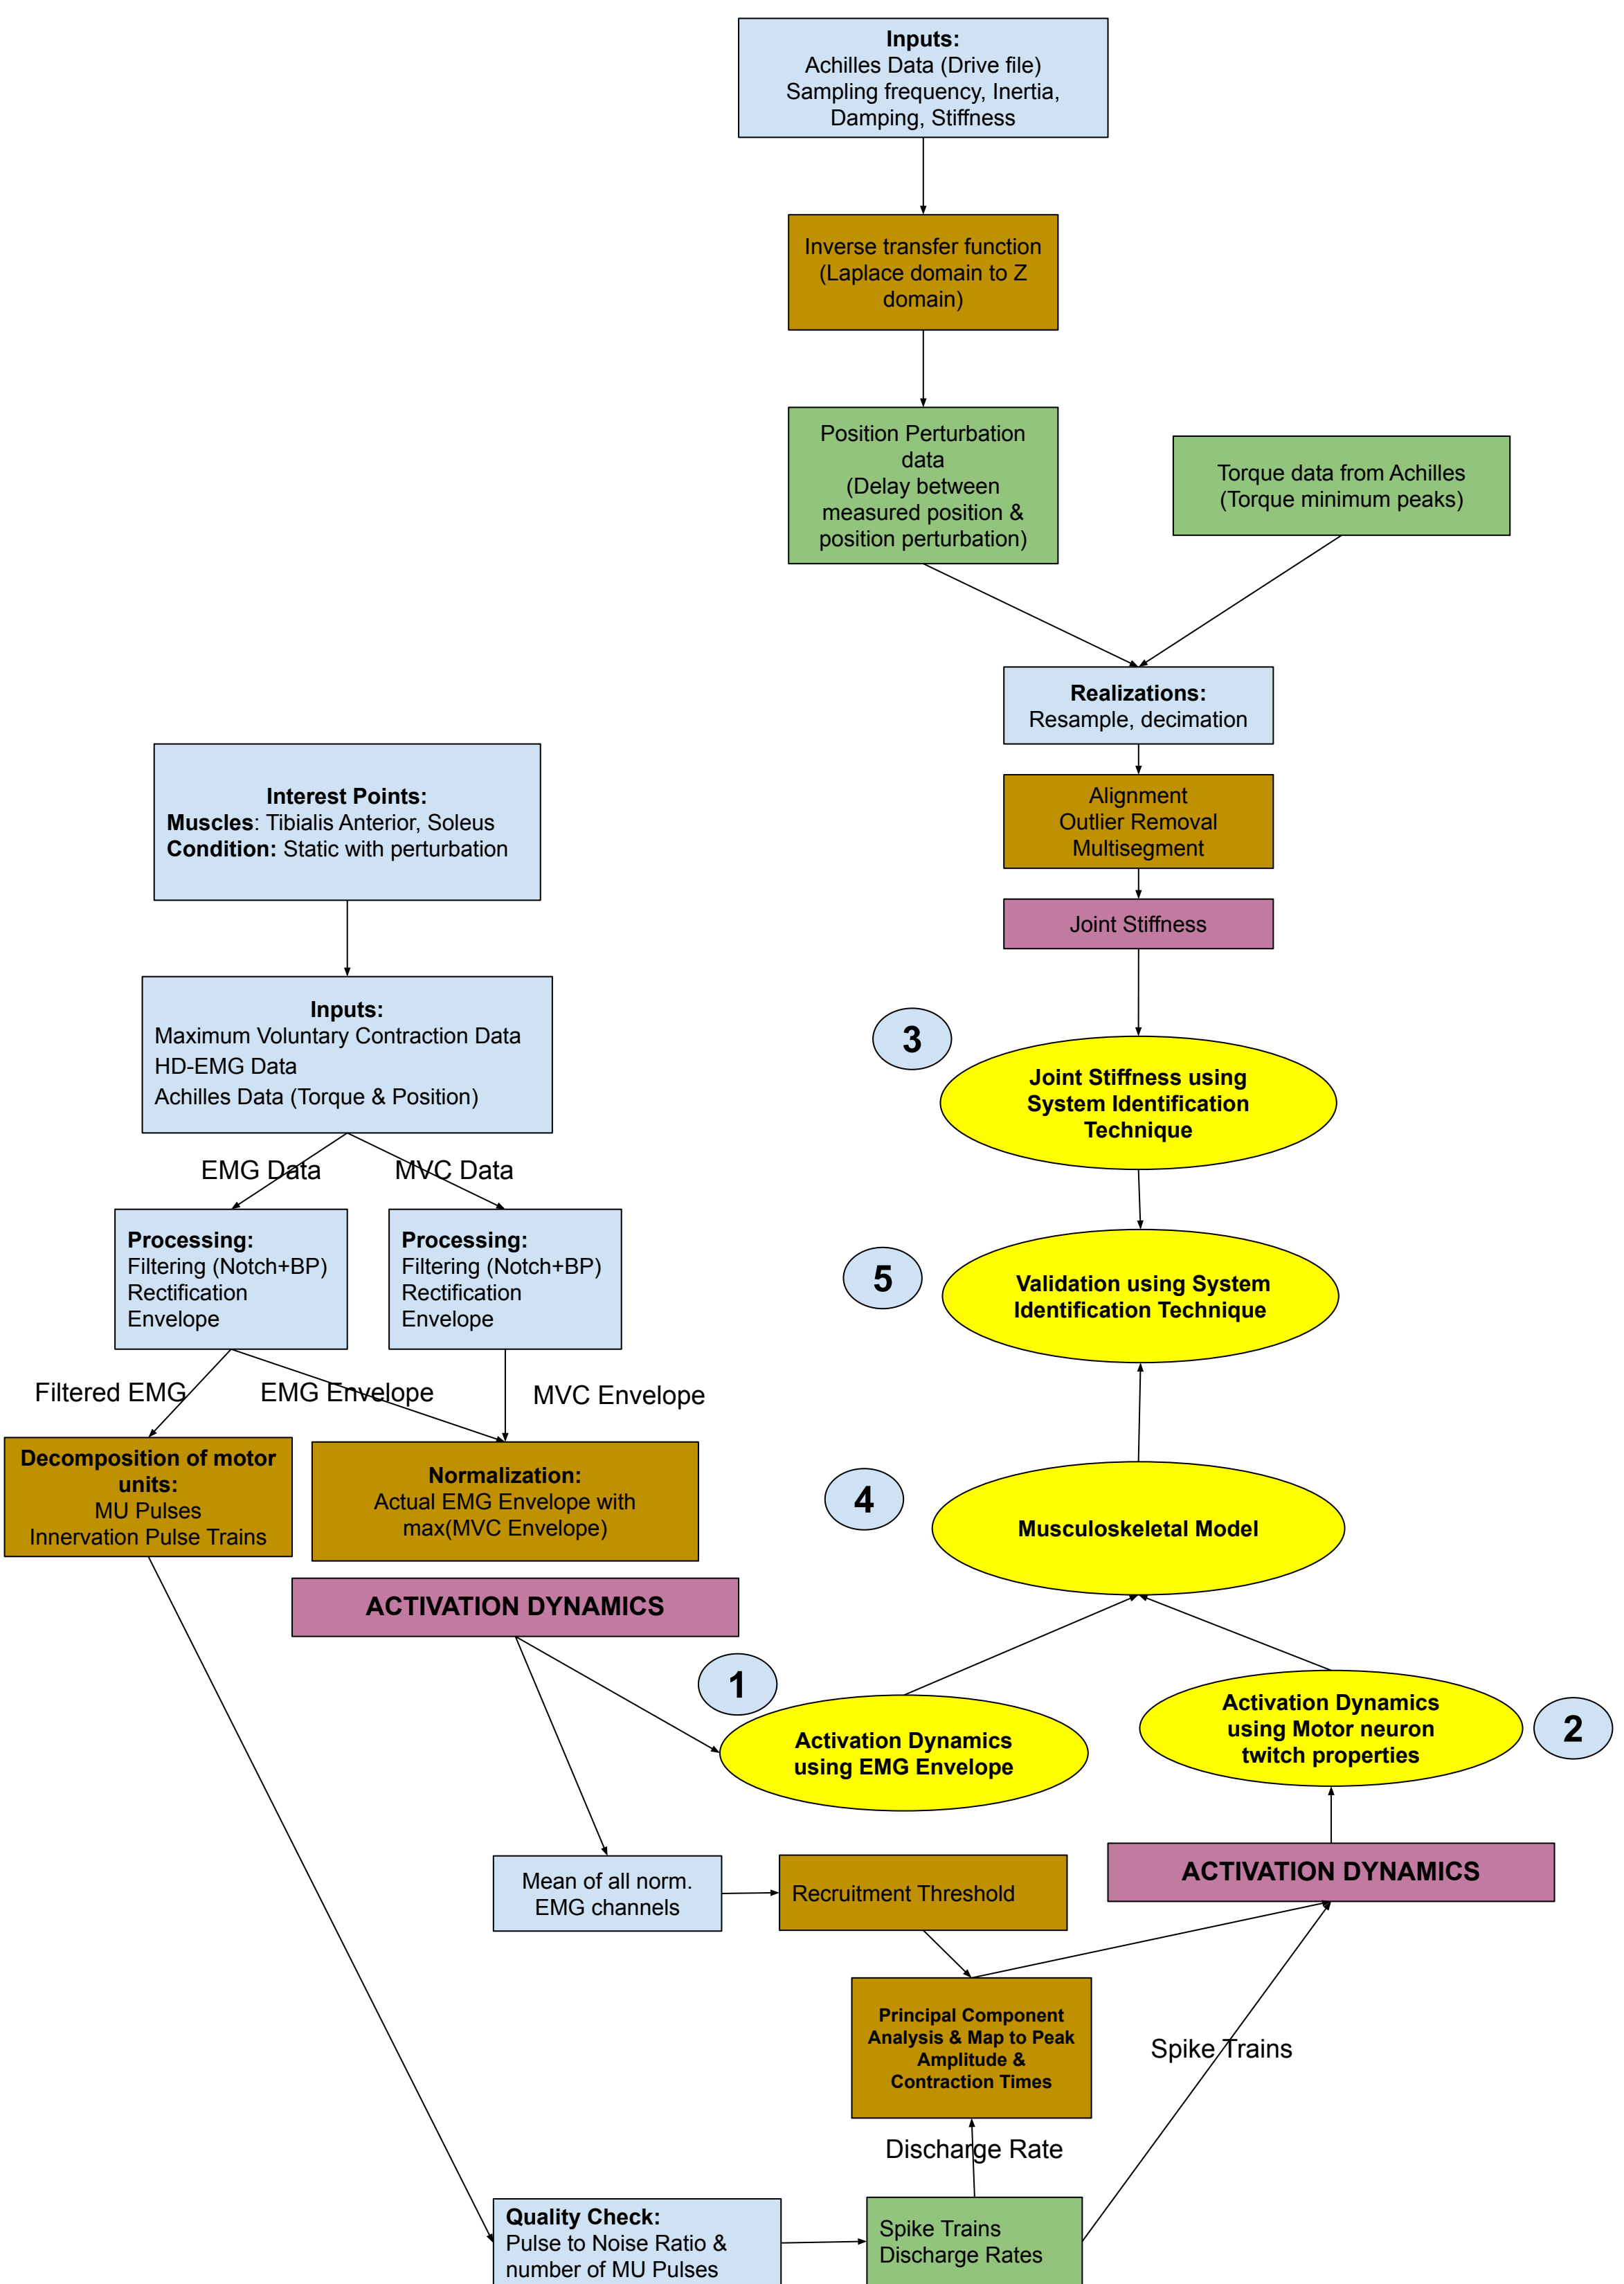 Inputs:
Achilles Data (Drive file)
Sampling frequency, Inertia,
Damping, Stiffness
Inverse transfer function
(Laplace domain to Z
domain)
Position Perturbation
data
(Delay between
measured position &
position perturbation)
Torque data from Achilles
(Torque minimum peaks)
Realizations:
Resample, decimation
Alignment
Outlier Removal
Multisegment
Joint Stiffness
3
Joint Stiffness using
System Identification
Technique
5
Validation using System
Identification Technique
4
Musculoskeletal Model
Interest Points:
Muscles: Tibialis Anterior, Soleus
Condition: Static with perturbation
Inputs:
Maximum Voluntary Contraction Data
HD-EMG Data
Achilles Data (Torque & Position)
EMG Data
MVC Data
Processing:
Filtering (Notch+BP)
Rectification
Envelope
Processing:
Filtering (Notch+BP)
Rectification
Envelope
Filtered EMG
EMG Envelope
MVC Envelope
Decomposition of motor
units:
MU Pulses
Innervation Pulse Trains
Normalization:
Actual EMG Envelope with
max(MVC Envelope)
ACTIVATION DYNAMICS
1
Activation Dynamics
using EMG Envelope
Activation Dynamics
using Motor neuron
twitch properties
2
ACTIVATION DYNAMICS
Mean of all norm.
EMG channels
Recruitment Threshold
Principal Component
Analysis & Map to Peak
Amplitude &
Contraction Times
Spike Trains
Discharge Rate
Quality Check:
Pulse to Noise Ratio &
number of MU Pulses
Spike Trains
Discharge Rates